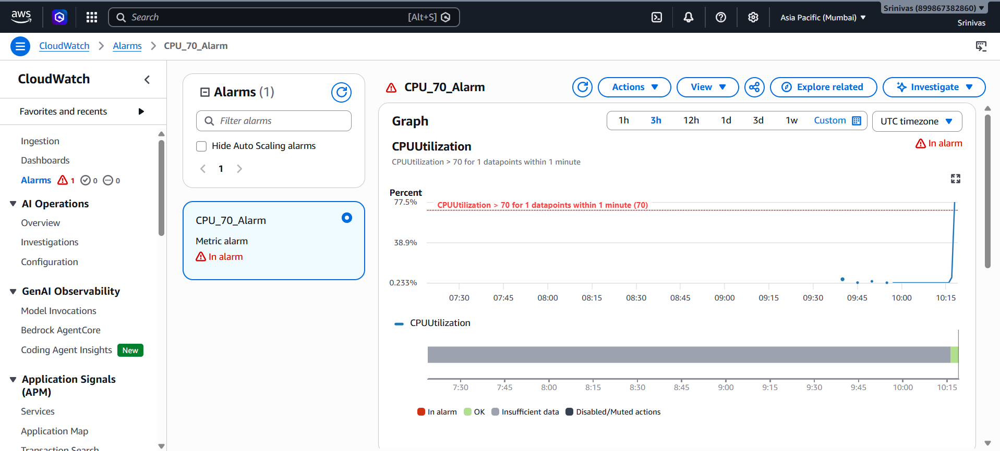 aws
Search
[Alt+S]
Asia Pacific (Mumbai)
Srinivas (899867382860)
Srinivas
CloudWatch
Alarms
CPU_70_Alarm
CloudWatch
Favorites and recents
Ingestion
Dashboards
Alarms 1 0 0
AI Operations
Overview
Investigations
Configuration
GenAI Observability
Model Invocations
Bedrock AgentCore
Coding Agent Insights New
Application Signals
(APM)
Services
Application Map
Transaction Search
Alarms (1)
Filter alarms
Hide Auto Scaling alarms
1
CPU_70_Alarm
Metric alarm
In alarm
CPU_70_Alarm
Actions
View
Explore related
Investigate
Graph
1h 3h 12h 1d 3d 1w Custom
UTC timezone
CPUUtilization
In alarm
CPUUtilization > 70 for 1 datapoints within 1 minute
Percent
77.5%
CPUUtilization > 70 for 1 datapoints within 1 minute (70)
38.9%
0.233%
07:30 07:45 08:00 08:15 08:30 08:45 09:00 09:15 09:30 09:45 10:00 10:15
CPUUtilization
7:30 7:45 8:00 8:15 8:30 8:45 9:00 9:15 9:30 9:45 10:00 10:15
In alarm OK Insufficient data Disabled/Muted actions